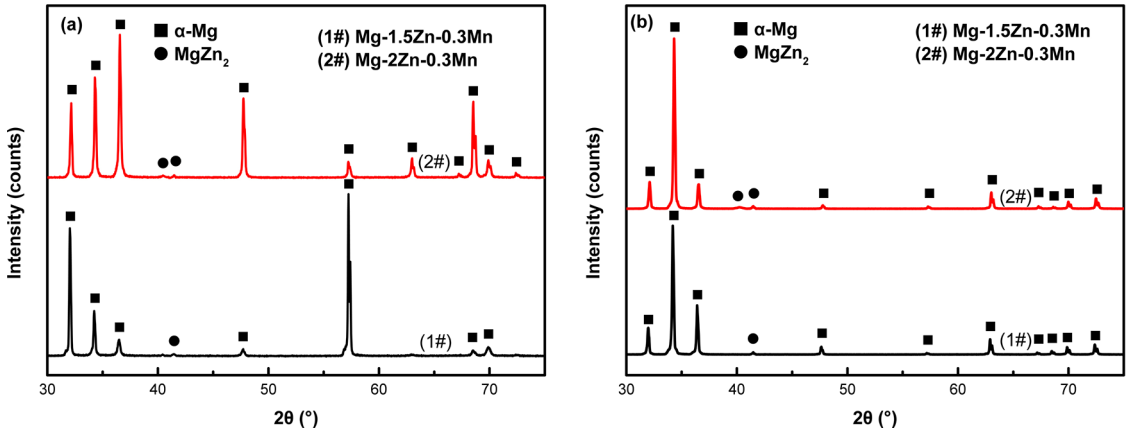 (a)
α-Mg
MgZn₂
(1#) Mg-1.5Zn-0.3Mn
(2#) Mg-2Zn-0.3Mn
(2#)
(1#)
Intensity (counts)
30 40 50 60 70
2θ (°)
(b)
α-Mg
MgZn₂
(1#) Mg-1.5Zn-0.3Mn
(2#) Mg-2Zn-0.3Mn
(2#)
(1#)
Intensity (counts)
30 40 50 60 70
2θ (°)